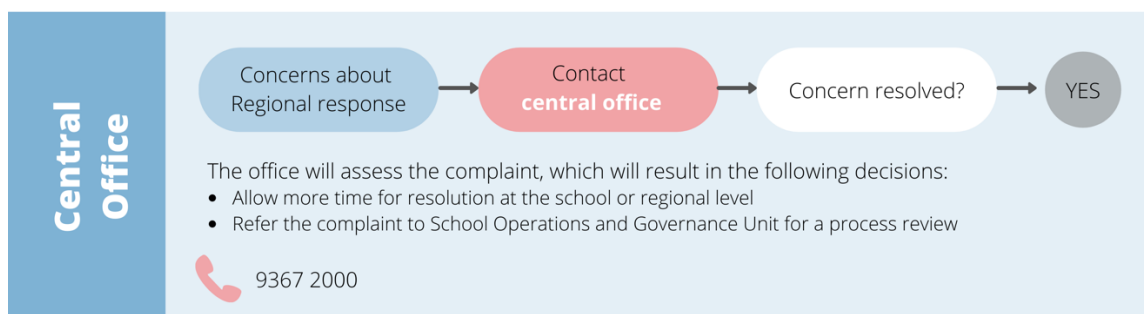 Central
Office
Concerns about
Regional response
Contact
central office
Concern resolved?
YES
The office will assess the complaint, which will result in the following decisions:
• Allow more time for resolution at the school or regional level
• Refer the complaint to School Operations and Governance Unit for a process review
9367 2000